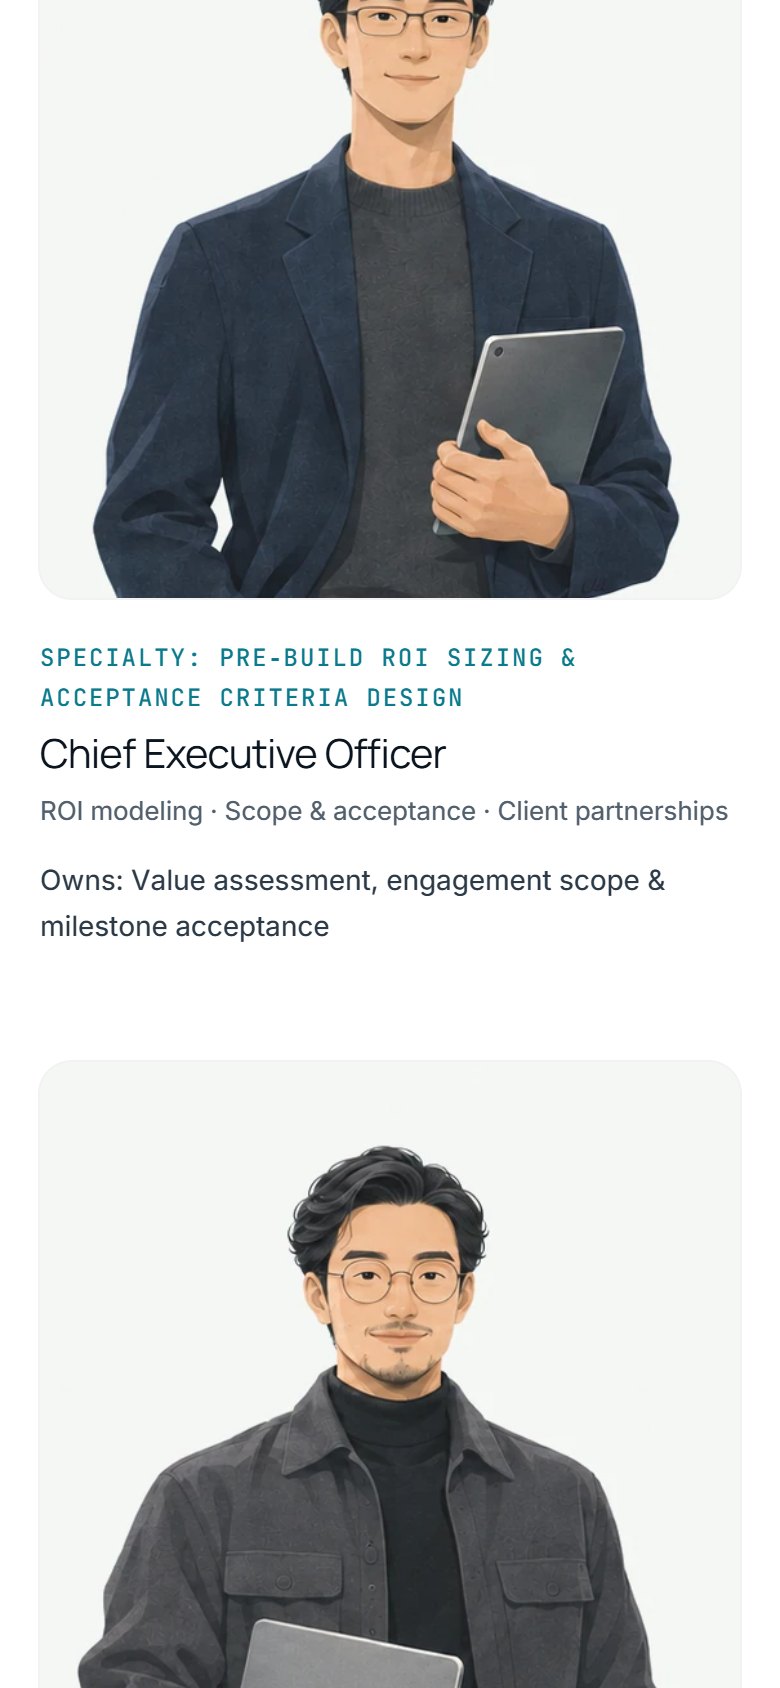 SPECIALTY: PRE-BUILD ROI SIZING &
ACCEPTANCE CRITERIA DESIGN
Chief Executive Officer
ROI modeling · Scope & acceptance · Client partnerships
Owns: Value assessment, engagement scope &
milestone acceptance